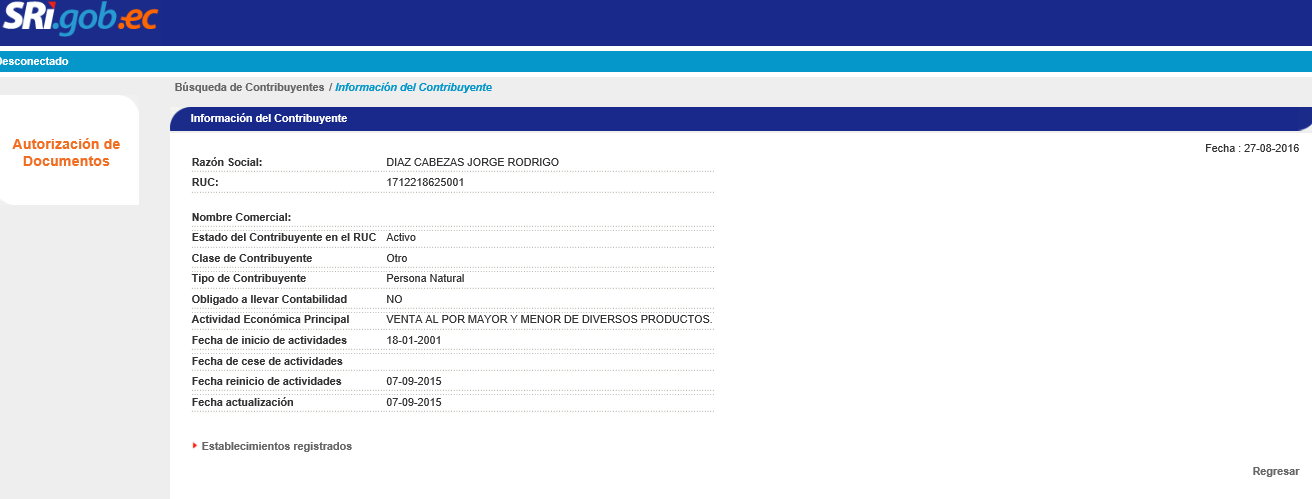 SRi.gob.ec
Desconectado
Búsqueda de Contribuyentes / Información del Contribuyente
Autorización de
Documentos
Información del Contribuyente
Fecha : 27-08-2016
Razón Social: DIAZ CABEZAS JORGE RODRIGO
RUC: 1712218625001
Nombre Comercial:
Estado del Contribuyente en el RUC Activo
Clase de Contribuyente Otro
Tipo de Contribuyente Persona Natural
Obligado a llevar Contabilidad NO
Actividad Económica Principal VENTA AL POR MAYOR Y MENOR DE DIVERSOS PRODUCTOS.
Fecha de inicio de actividades 18-01-2001
Fecha de cese de actividades
Fecha reinicio de actividades 07-09-2015
Fecha actualización 07-09-2015
Establecimientos registrados
Regresar